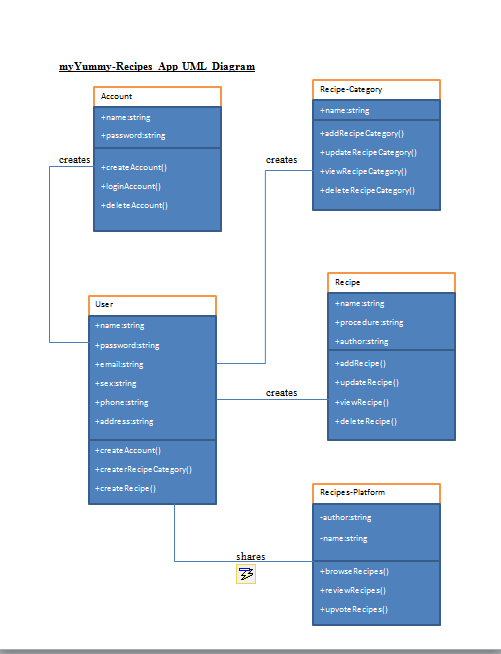 myYummy-Recipes App UML Diagram
Account
+name:string
+password:string
+createAccount()
+loginAccount()
+deleteAccount()
creates
Recipe-Category
+name:string
+addRecipeCategory()
+updateRecipeCategory()
+viewRecipeCategory()
+deleteRecipeCategory()
creates
User
+name:string
+password:string
+email:string
+sex:string
+phone:string
+address:string
+createAccount()
+createrRecipeCategory()
+createRecipe()
Recipe
+name:string
+procedure:string
+author:string
+addRecipe()
+updateRecipe()
+viewRecipe()
+deleteRecipe()
creates
Recipes-Platform
-author:string
-name:string
+browseRecipes()
+reviewRecipes()
+upvoteRecipes()
shares